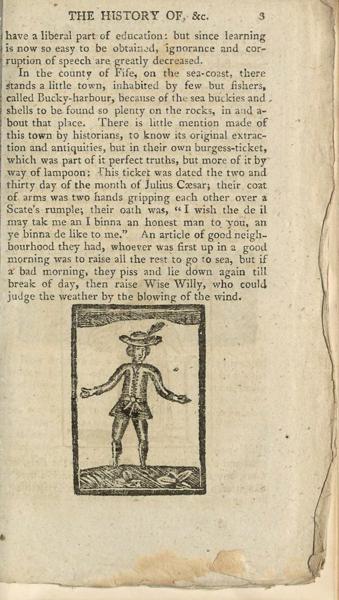 THE HISTORY OF, &c. 3
have a liberal part of education: but since learning
is now so easy to be obtained, ignorance and cor-
ruption of speech are greatly decreased.
In the county of Fife, on the sea-coast, there
stands a little town, inhabited by few but fishers,
called Bucky-harbour, because of the sea buckies and
shells to be found so plenty on the rocks, in and a-
bout that place. There is little mention made of
this town by historians, to know its original extrac-
tion and antiquities, but in their own burgess-ticket,
which was part of it perfect truths, but more of it by
way of lampoon: This ticket was dated the two and
thirty day of the month of Julius Cæsar; their coat
of arms was two hands gripping each other over a
Scate's rumple; their oath was, "I wish the de il
may tak me an I binna an honest man to you, an
ye binna de like to me." An article of good neigh-
bourhood they had, whoever was first up in a good
morning was to raise all the rest to go to sea, but if
a bad morning, they piss and lie down again till
break of day, then raise Wise Willy, who could
judge the weather by the blowing of the wind.